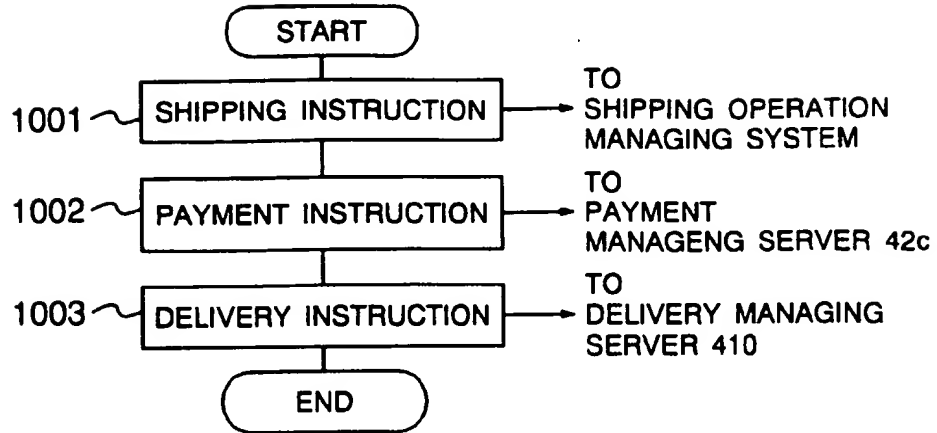 START
1001
SHIPPING INSTRUCTION
TO
SHIPPING OPERATION
MANAGING SYSTEM
1002
PAYMENT INSTRUCTION
TO
PAYMENT
MANAGENG SERVER 42c
1003
DELIVERY INSTRUCTION
TO
DELIVERY MANAGING
SERVER 410
END